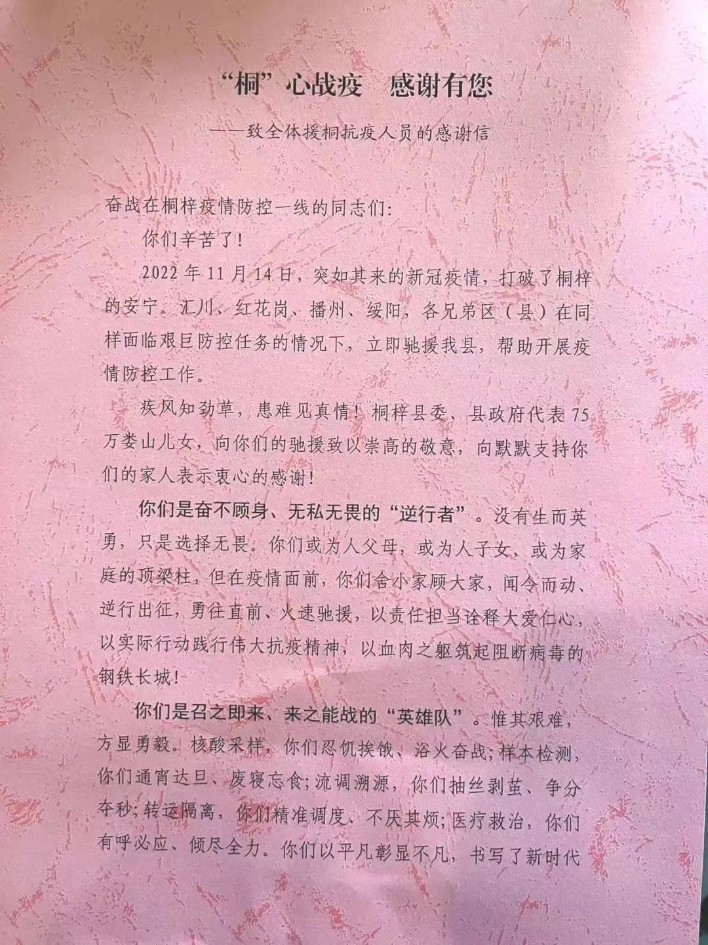 “桐”心战疫 感谢有您
——致全体援桐抗疫人员的感谢信
奋战在桐梓疫情防控一线的同志们：
你们辛苦了！
2022年11月14日，突如其来的新冠疫情，打破了桐梓
的安宁。汇川、红花岗、播州、绥阳，各兄弟区（县）在同
样面临艰巨防控任务的情况下，立即驰援我县，帮助开展疫
情防控工作。
疾风知劲草，患难见真情！桐梓县委、县政府代表75
万娄山儿女，向你们的驰援致以崇高的敬意，向默默支持你
们的家人表示衷心的感谢！
你们是奋不顾身、无私无畏的“逆行者”。没有生而英
勇，只是选择无畏。你们或为人父母，或为人子女、或为家
庭的顶梁柱，但在疫情面前，你们舍小家顾大家，闻令而动、
逆行出征，勇往直前、火速驰援，以责任担当诠释大爱仁心，
以实际行动践行伟大抗疫精神，以血肉之躯筑起阻断病毒的
钢铁长城！
你们是召之即来、来之能战的“英雄队”。惟其艰难，
方显勇毅。核酸采样，你们忍饥挨饿、浴火奋战；样本检测，
你们通宵达旦、废寝忘食；流调溯源，你们抽丝剥茧、争分
夺秒；转运隔离，你们精准调度、不厌其烦；医疗救治，你们
有呼必应、倾尽全力。你们以平凡彰显不凡，书写了新时代